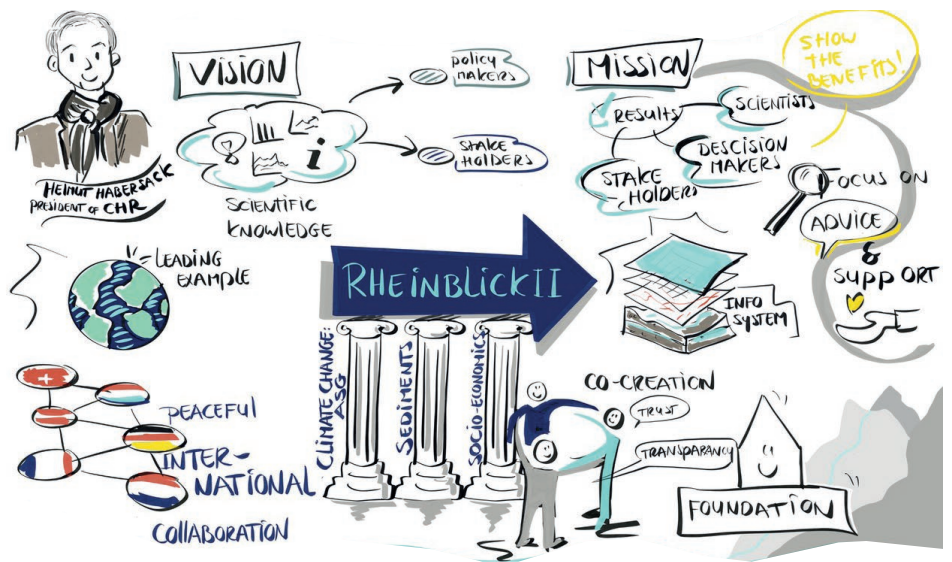 HELMUT HABERSACK
PRESIDENT OF CHR
VISION
SCIENTIFIC
KNOWLEDGE
i
POLICY
MAKERS
STAKE
HOLDERS
MISSION
RESULTS
SCIENTISTS
DESCISION
MAKERS
STAKE
HOLDERS
SHOW
THE
BENEFITS!
FOCUS ON
ADVICE
&
SUPPORT
LEADING
EXAMPLE
RHEINBLICKII
INFO
SYSTEM
CLIMATE CHANGE:
ASG
SEDIMENTS
SOCIO-ECONOMICS
PEACEFUL
INTER-
NATIONAL
COLLABORATION
CO-CREATION
TRUST
TRANSPARANCY
FOUNDATION